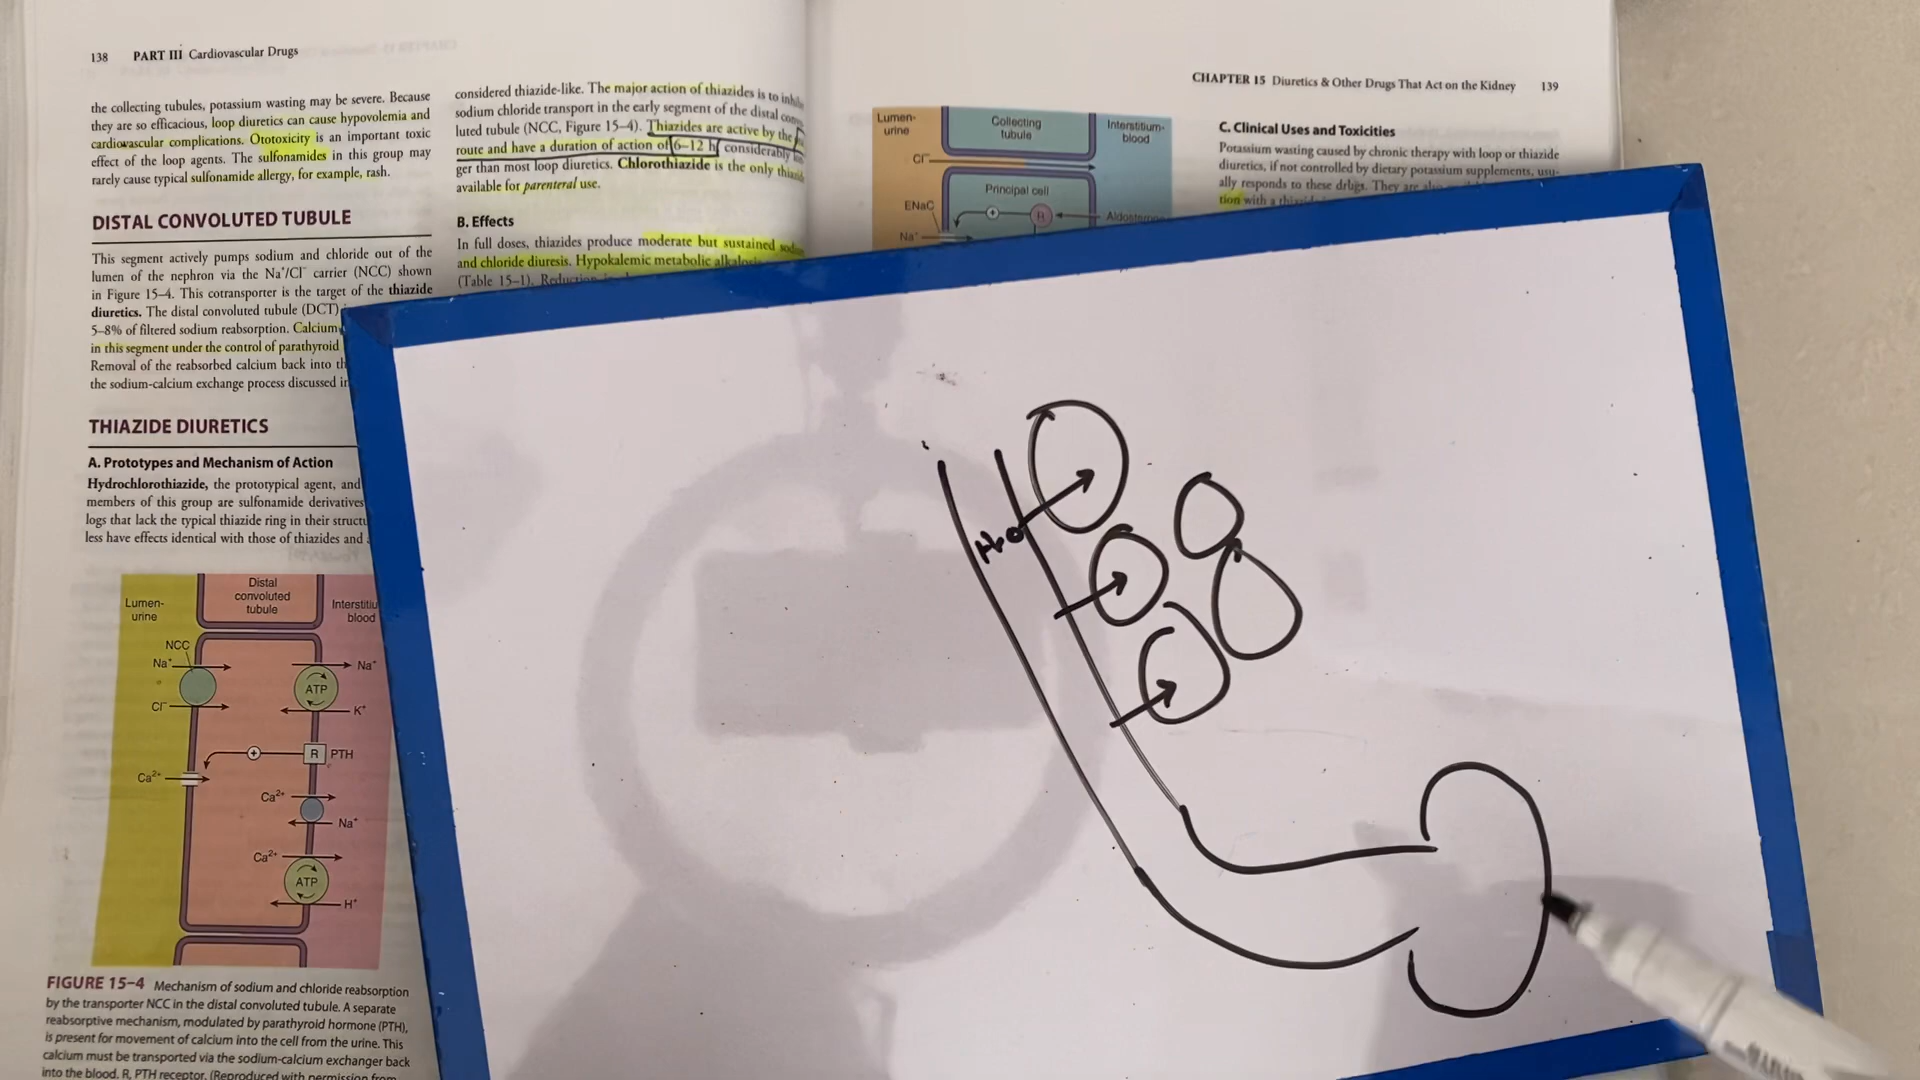 138 PART III Cardiovascular Drugs
the collecting tubules, potassium wasting may be severe. Because
they are so efficacious, loop diuretics can cause hypovolemia and
cardiovascular complications. Ototoxicity is an important toxic
effect of the loop agents. The sulfonamides in this group may
rarely cause typical sulfonamide allergy, for example, rash.
DISTAL CONVOLUTED TUBULE
This segment actively pumps sodium and chloride out of the
lumen of the nephron via the Na⁺/Cl⁻ carrier (NCC) shown
in Figure 15–4. This cotransporter is the target of the thiazide
diuretics. The distal convoluted tubule (DCT)
5–8% of filtered sodium reabsorption. Calcium
in this segment under the control of parathyroid
Removal of the reabsorbed calcium back into
the sodium-calcium exchange process discussed
THIAZIDE DIURETICS
A. Prototypes and Mechanism of Action
Hydrochlorothiazide, the prototypical agent, and
members of this group are sulfonamide derivatives
logs that lack the typical thiazide ring in their
less have effects identical with those of thiazides and
Lumen-
urine
Distal
convoluted
tubule
blood
NCC
Na⁺
Na⁺
ATP
Cl⁻
K⁺
R PTH
Ca²⁺
Ca²⁺
Na⁺
Ca²⁺
ATP
H⁺
FIGURE 15–4 Mechanism of sodium and chloride reabsorption
by the transporter NCC in the distal convoluted tubule. A separate
reabsorptive mechanism, modulated by parathyroid hormone (PTH),
is present for movement of calcium into the cell from the urine. This
calcium must be transported via the sodium-calcium exchanger back
into the blood. R, PTH receptor. (Reproduced with permission from
considered thiazide-like. The major action of thiazides is to
sodium chloride transport in the early segment of the distal
luted tubule (NCC, Figure 15–4). Thiazides are active by the
route and have a duration of action of 6–12 h, considerably
ger than most loop diuretics. Chlorothiazide is the only
available for parenteral use.
B. Effects
In full doses, thiazides produce moderate but sustained
and chloride diuresis. Hypokalemic metabolic
(Table 15–1).
CHAPTER 15 Diuretics & Other Drugs That Act on the Kidney 139
Lumen-
urine
Collecting
tubule
Interstitium-
blood
Cl⁻
Principal cell
ENaC
R
Aldosterone
Na⁺
C. Clinical Uses and Toxicities
Potassium wasting caused by chronic therapy with loop or thiazide
diuretics, if not controlled by dietary potassium supplements, usu-
ally responds to these drugs. They are
tion with a
H₂O